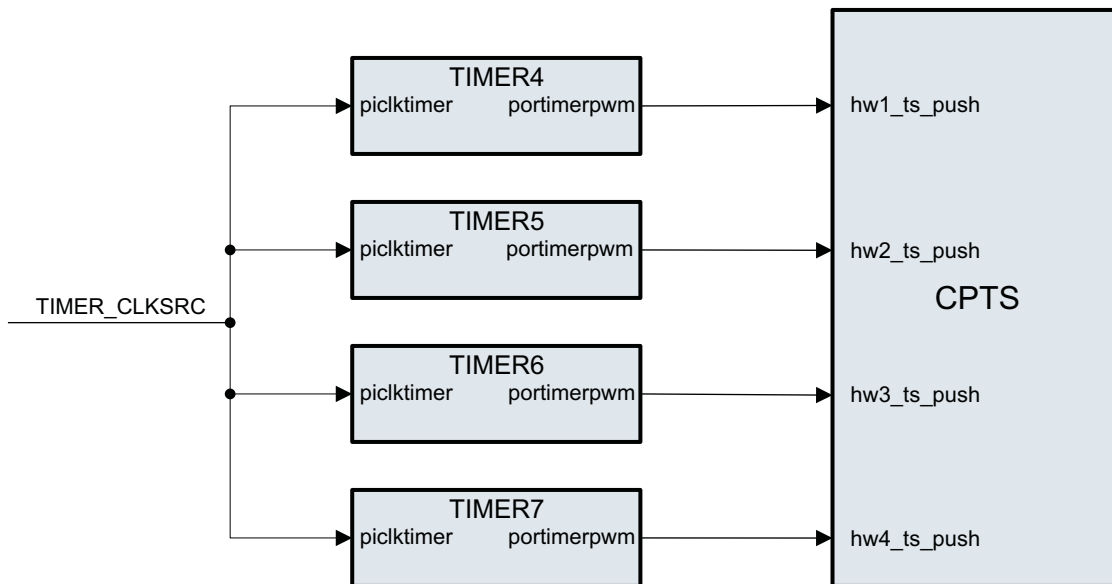 TIMER4
piclktimer portimerpwm
hw1_ts_push
TIMER5
piclktimer portimerpwm
hw2_ts_push
CPTS
TIMER_CLKSRC
TIMER6
piclktimer portimerpwm
hw3_ts_push
TIMER7
piclktimer portimerpwm
hw4_ts_push